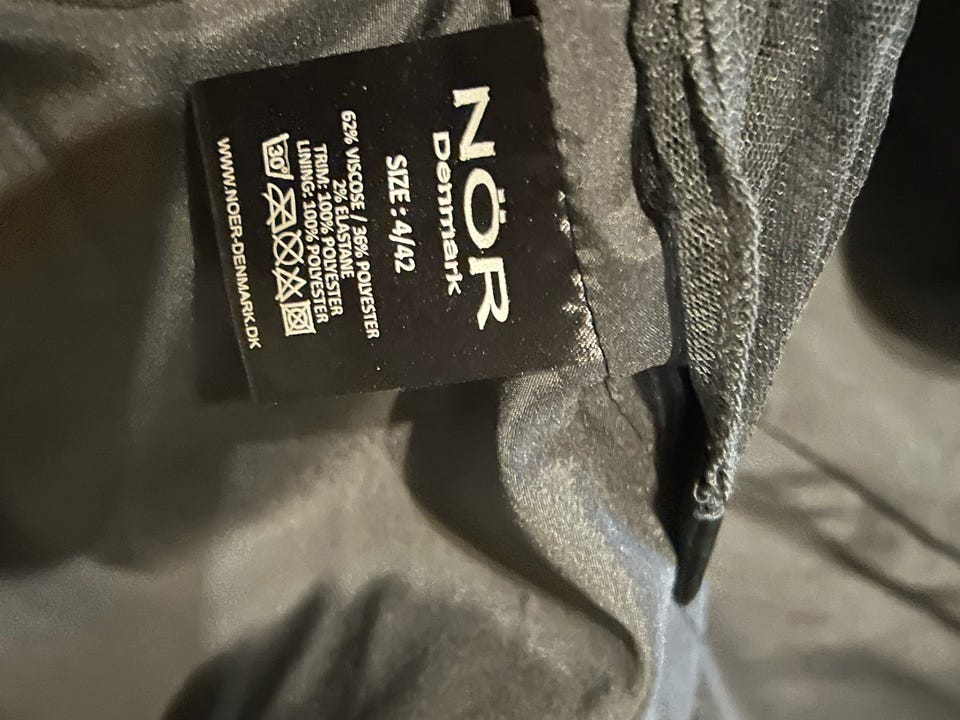 NÖR
Denmark
SIZE: 4/42
62% VISCOSE / 36% POLYESTER
2% ELASTANE
TRIM: 100% POLYESTER
LINING: 100% POLYESTER
30°
WWW.NOER-DENMARK.DK